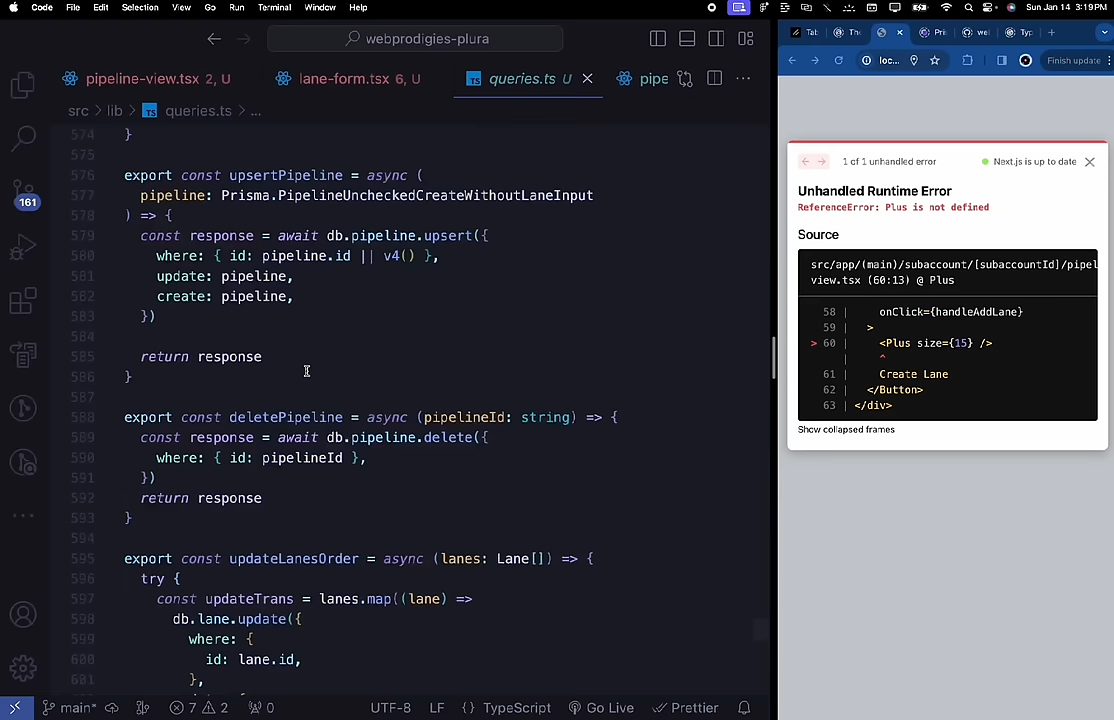 Code File Edit Selection View Go Run Terminal Window Help
Sun Jan 14 3:19 PM
webprodigies-plura
pipeline-view.tsx 2, U
lane-form.tsx 6, U
queries.ts U
pipe
src > lib > TS queries.ts > ...
574 }
575
576 export const upsertPipeline = async (
577 pipeline: Prisma.PipelineUncheckedCreateWithoutLaneInput
578 ) => {
579 const response = await db.pipeline.upsert({
580 where: { id: pipeline.id || v4() },
581 update: pipeline,
582 create: pipeline,
583 })
584
585 return response
586 }
587
588 export const deletePipeline = async (pipelineId: string) => {
589 const response = await db.pipeline.delete({
590 where: { id: pipelineId },
591 })
592 return response
593 }
594
595 export const updateLanesOrder = async (lanes: Lane[]) => {
596 try {
597 const updateTrans = lanes.map((lane) =>
598 db.lane.update({
599 where: {
600 id: lane.id,
601 },
161
main*
7 2
0
UTF-8 LF {} TypeScript Go Live Prettier
Tab
The
Pri
wel
Typ
loc...
Finish update
1 of 1 unhandled error
Next.js is up to date
Unhandled Runtime Error
ReferenceError: Plus is not defined
Source
src/app/(main)/subaccount/[subaccountId]/pipel
view.tsx (60:13) @ Plus
58 | onClick={handleAddLane}
59 | >
> 60 | <Plus size={15} />
| ^
61 | Create Lane
62 | </Button>
63 | </div>
Show collapsed frames